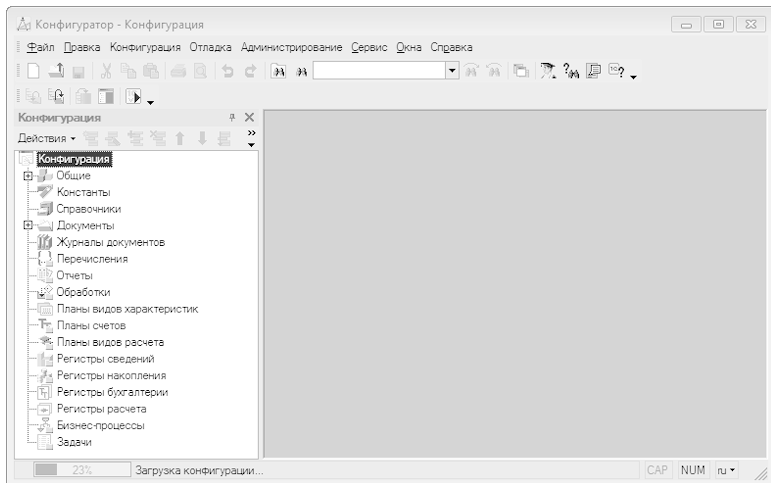 Конфигуратор - Конфигурация
Файл Правка Конфигурация Отладка Администрирование Сервис Окна Справка
Конфигурация
Действия
Конфигурация
Общие
Константы
Справочники
Документы
Журналы документов
Перечисления
Отчеты
Обработки
Планы видов характеристик
Планы счетов
Планы видов расчета
Регистры сведений
Регистры накопления
Регистры бухгалтерии
Регистры расчета
Бизнес-процессы
Задачи
23% Загрузка конфигурации... CAP NUM ru